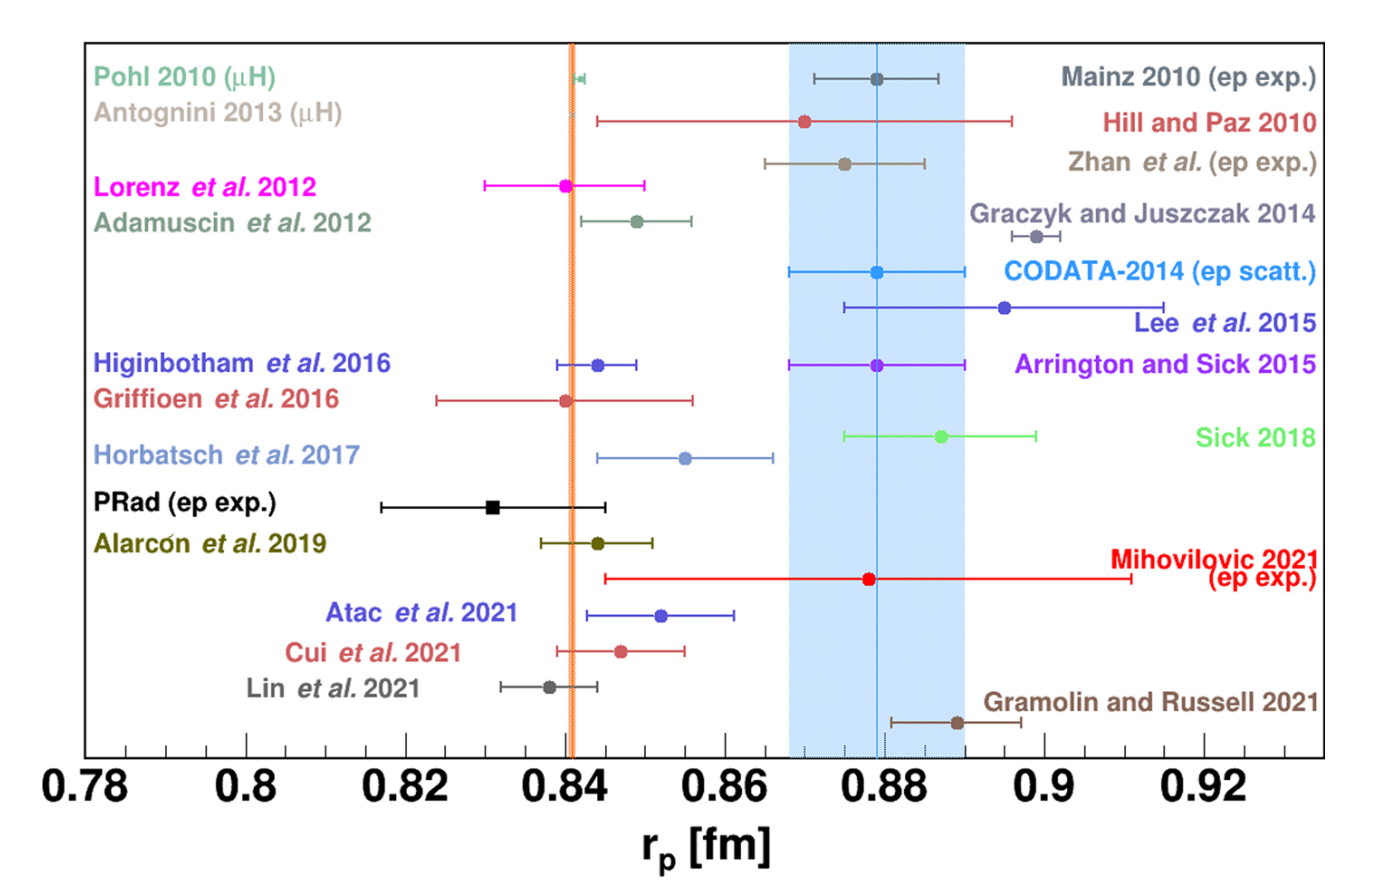 Pohl 2010 (μH)
Mainz 2010 (ep exp.)
Antognini 2013 (μH)
Hill and Paz 2010
Zhan et al. (ep exp.)
Lorenz et al. 2012
Adamuscin et al. 2012
Graczyk and Juszczak 2014
CODATA-2014 (ep scatt.)
Lee et al. 2015
Higinbotham et al. 2016
Arrington and Sick 2015
Griffioen et al. 2016
Sick 2018
Horbatsch et al. 2017
PRad (ep exp.)
Alarcón et al. 2019
Mihovilovic 2021
(ep exp.)
Atac et al. 2021
Cui et al. 2021
Lin et al. 2021
Gramolin and Russell 2021
0.78 0.8 0.82 0.84 0.86 0.88 0.9 0.92
rp [fm]